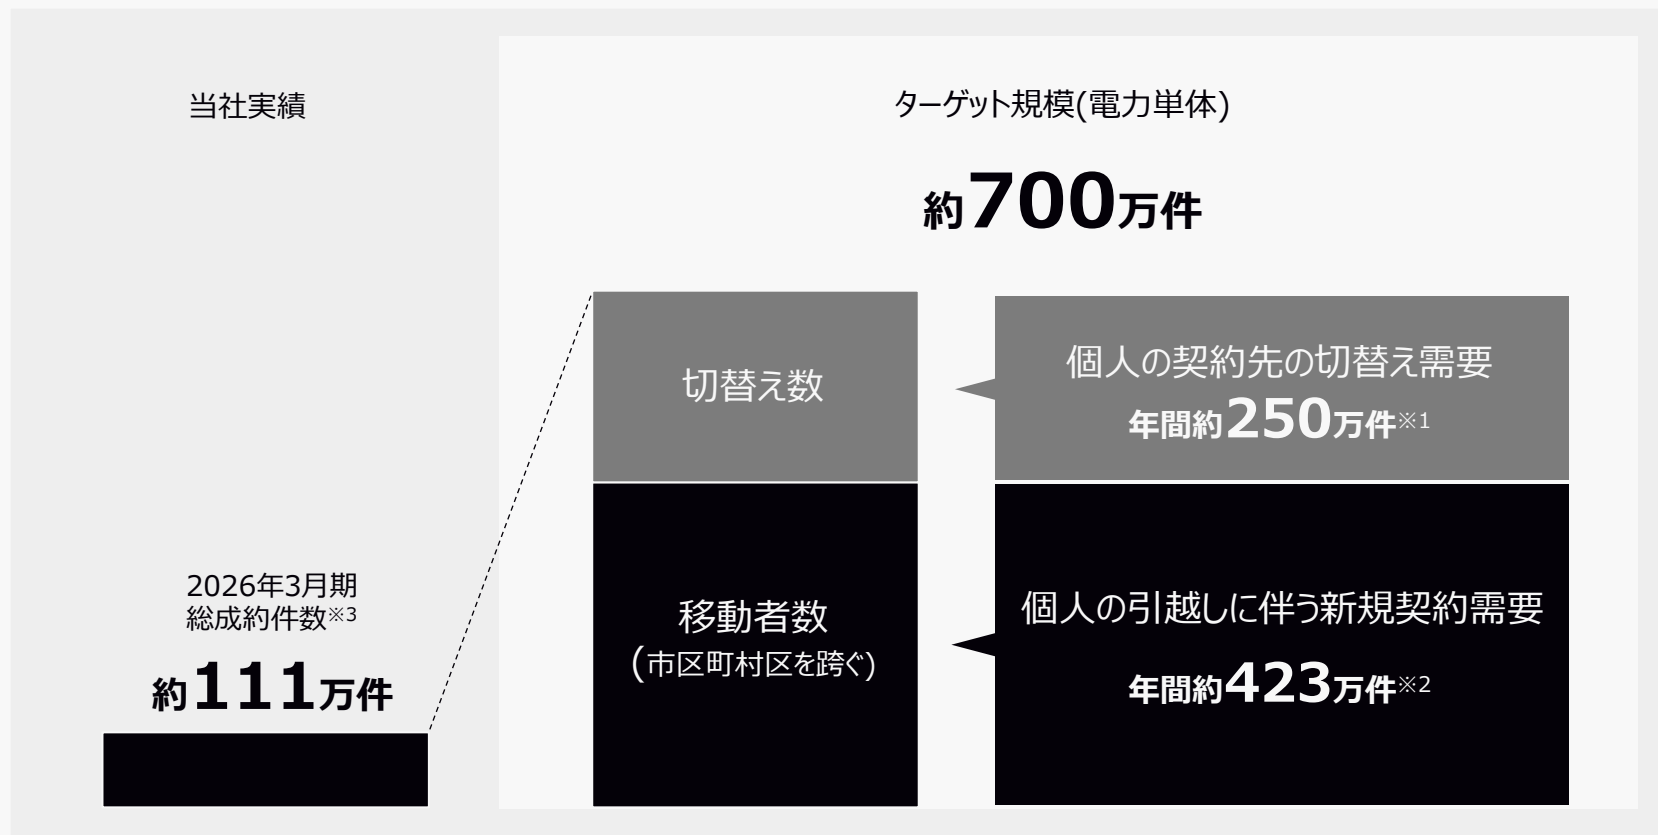 当社実績
2026年3月期
総成約件数※3
約111万件
ターゲット規模(電力単体)
約700万件
切替え数
個人の契約先の切替え需要
年間約250万件※1
移動者数
(市区町村区を跨ぐ)
個人の引越しに伴う新規契約需要
年間約423万件※2